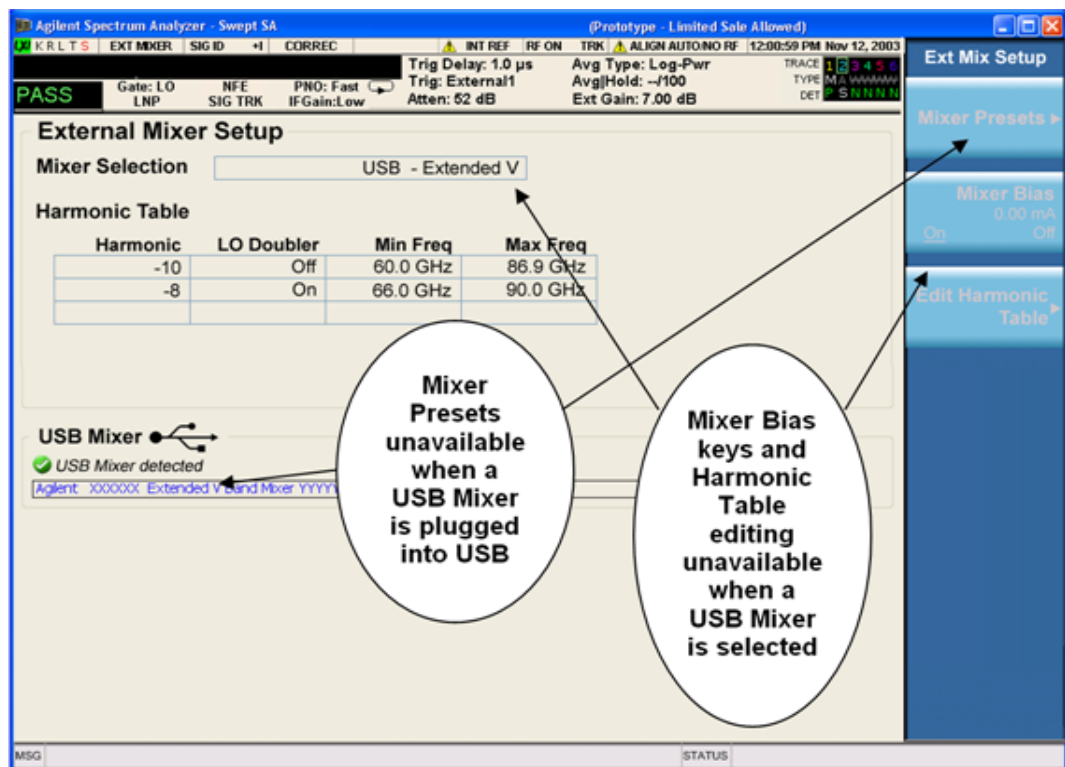 Agilent Spectrum Analyzer - Swept SA (Prototype - Limited Sale Allowed)
LXI K R L T S EXT MIXER SIG ID +I CORREC INT REF RF ON TRK ALIGN AUTO:NO RF 12:00:59 PM Nov 12, 2003
PASS
Gate: LO
LNP
NFE
SIG TRK
PNO: Fast
IFGain:Low
Trig Delay: 1.0 µs
Trig: External1
Atten: 52 dB
Avg Type: Log-Pwr
Avg|Hold: --/100
Ext Gain: 7.00 dB
TRACE 1 2 3 4 5 6
TYPE M A W W W W
DET P S N N N N
Ext Mix Setup
Mixer Presets
Mixer Bias
0.00 mA
On Off
Edit Harmonic
Table
External Mixer Setup
Mixer Selection USB - Extended V
Harmonic Table
Harmonic LO Doubler Min Freq Max Freq
-10 Off 60.0 GHz 86.9 GHz
-8 On 66.0 GHz 90.0 GHz
USB Mixer
USB Mixer detected
Agilent XXXXXX Extended V Band Mixer YYYY
Mixer
Presets
unavailable
when a
USB Mixer
is plugged
into USB
Mixer Bias
keys and
Harmonic
Table
editing
unavailable
when a
USB Mixer
is selected
MSG STATUS